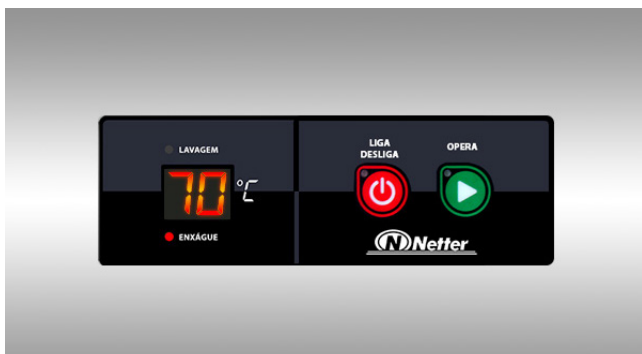 LAVAGEM
70 °C
ENXÁGUE
LIGA
DESLIGA
OPERA
N Netter